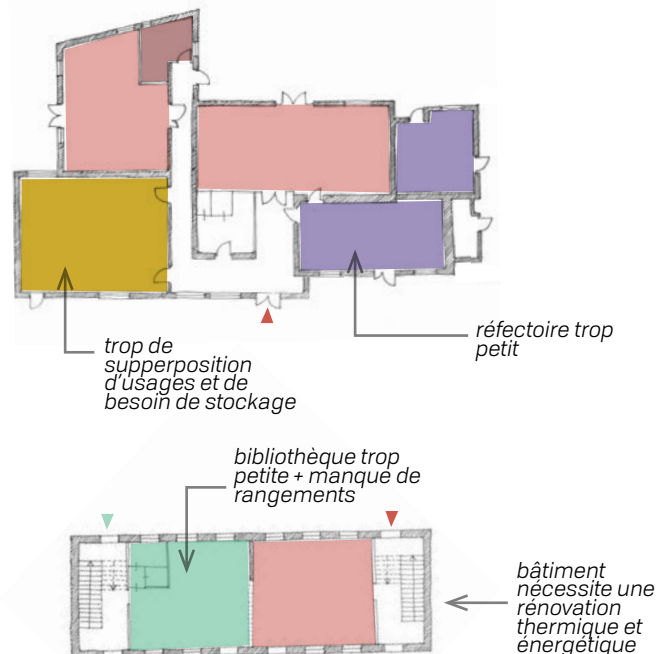 réfectoire trop
petit
trop de
supperposition
d'usages et de
besoin de stockage
bibliothèque trop
petite + manque de
rangements
bâtiment
nécessite une
rénovation
thermique et
énergétique